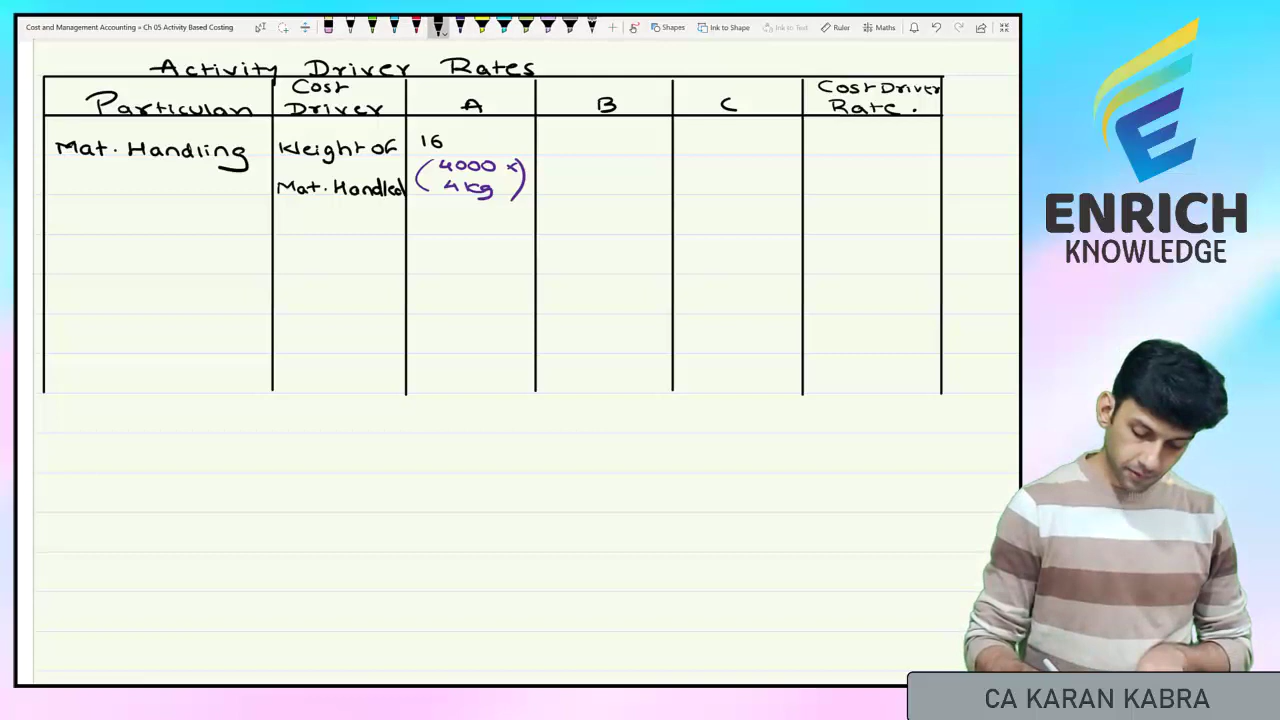 Cost and Management Accounting » Ch 05 Activity Based Costing
Shapes
Ink to Shape
Ink to Text
Ruler
Maths
Activity Driver Rates
Particulars
Cost Driver
A
B
C
Cost Driver Rate.
Mat. Handling
Weight of
Mat. Handled
16
(4000 x
4 kg)
ENRICH
KNOWLEDGE
CA KARAN KABRA